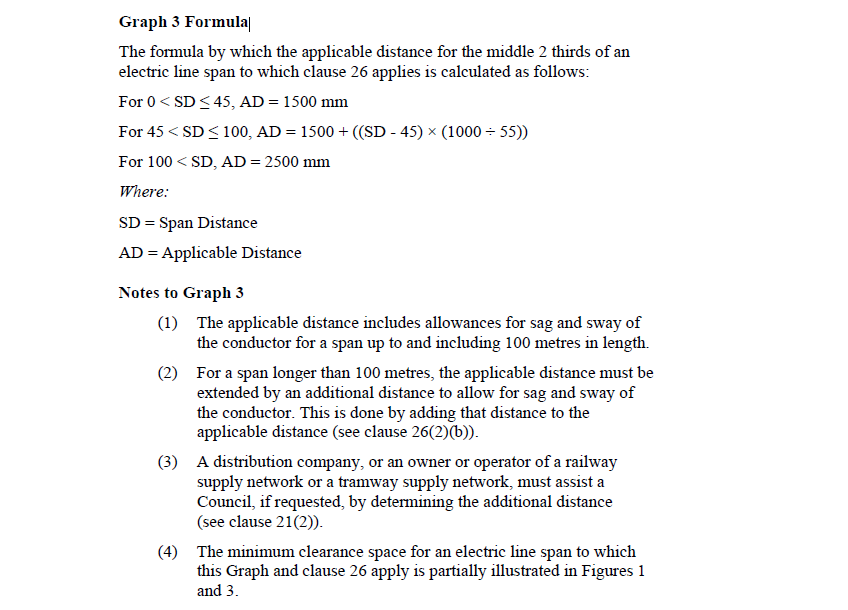 Graph 3 Formula
The formula by which the applicable distance for the middle 2 thirds of an
electric line span to which clause 26 applies is calculated as follows:
For 0 < SD ≤ 45, AD = 1500 mm
For 45 < SD ≤ 100, AD = 1500 + ((SD - 45) × (1000 ÷ 55))
For 100 < SD, AD = 2500 mm
Where:
SD = Span Distance
AD = Applicable Distance
Notes to Graph 3
(1) The applicable distance includes allowances for sag and sway of
the conductor for a span up to and including 100 metres in length.
(2) For a span longer than 100 metres, the applicable distance must be
extended by an additional distance to allow for sag and sway of
the conductor. This is done by adding that distance to the
applicable distance (see clause 26(2)(b)).
(3) A distribution company, or an owner or operator of a railway
supply network or a tramway supply network, must assist a
Council, if requested, by determining the additional distance
(see clause 21(2)).
(4) The minimum clearance space for an electric line span to which
this Graph and clause 26 apply is partially illustrated in Figures 1
and 3.